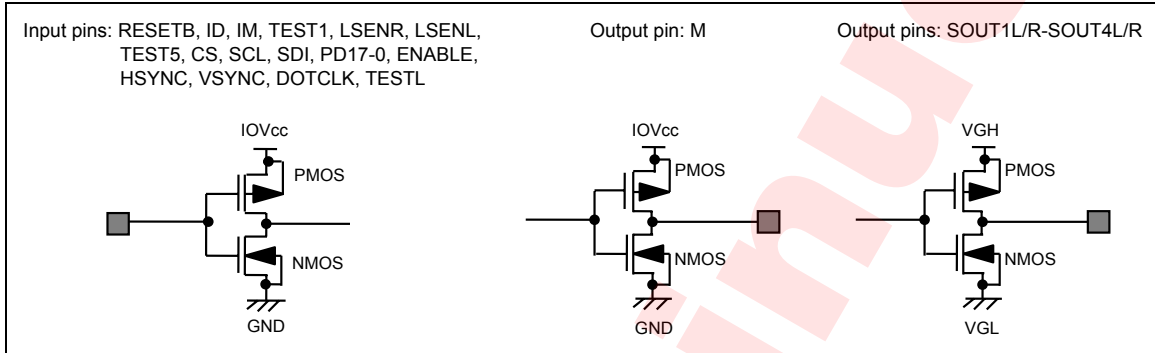 Input pins: RESETB, ID, IM, TEST1, LSENR, LSENL,
TEST5, CS, SCL, SDI, PD17-0, ENABLE,
HSYNC, VSYNC, DOTCLK, TESTL
Output pin: M
Output pins: SOUT1L/R-SOUT4L/R
IOVcc
PMOS
NMOS
GND
IOVcc
PMOS
NMOS
GND
VGH
PMOS
NMOS
VGL